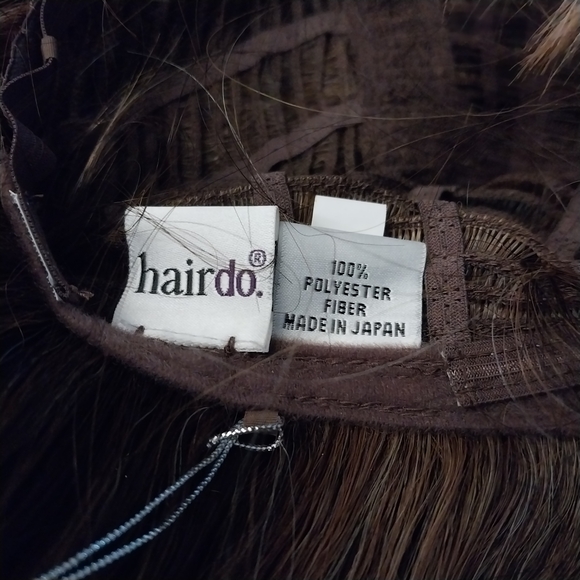 hairdo.®
100%
POLYESTER
FIBER
MADE IN JAPAN